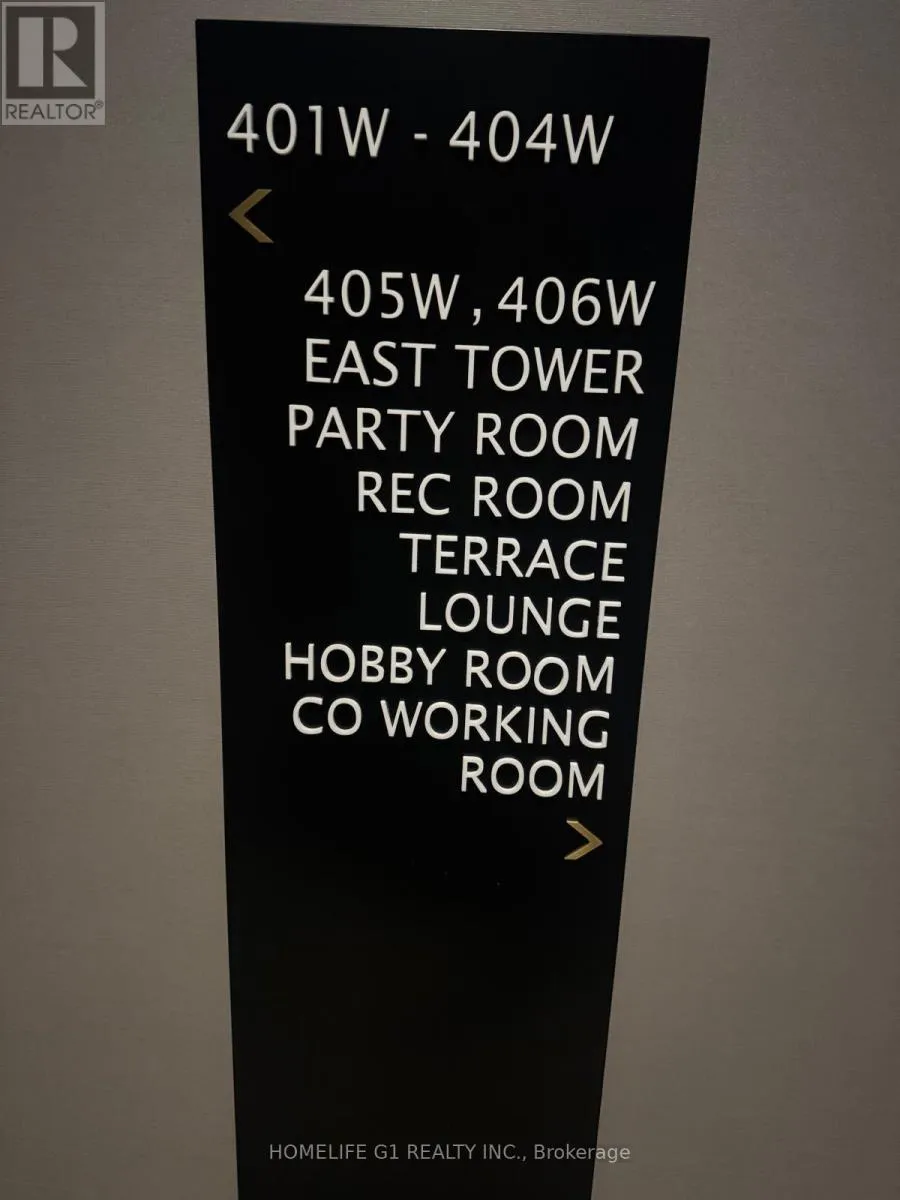 REALTOR®
401W - 404W
<
405W, 406W
EAST TOWER
PARTY ROOM
REC ROOM
TERRACE
LOUNGE
HOBBY ROOM
CO WORKING
ROOM
>
HOMELIFE G1 REALTY INC., Brokerage